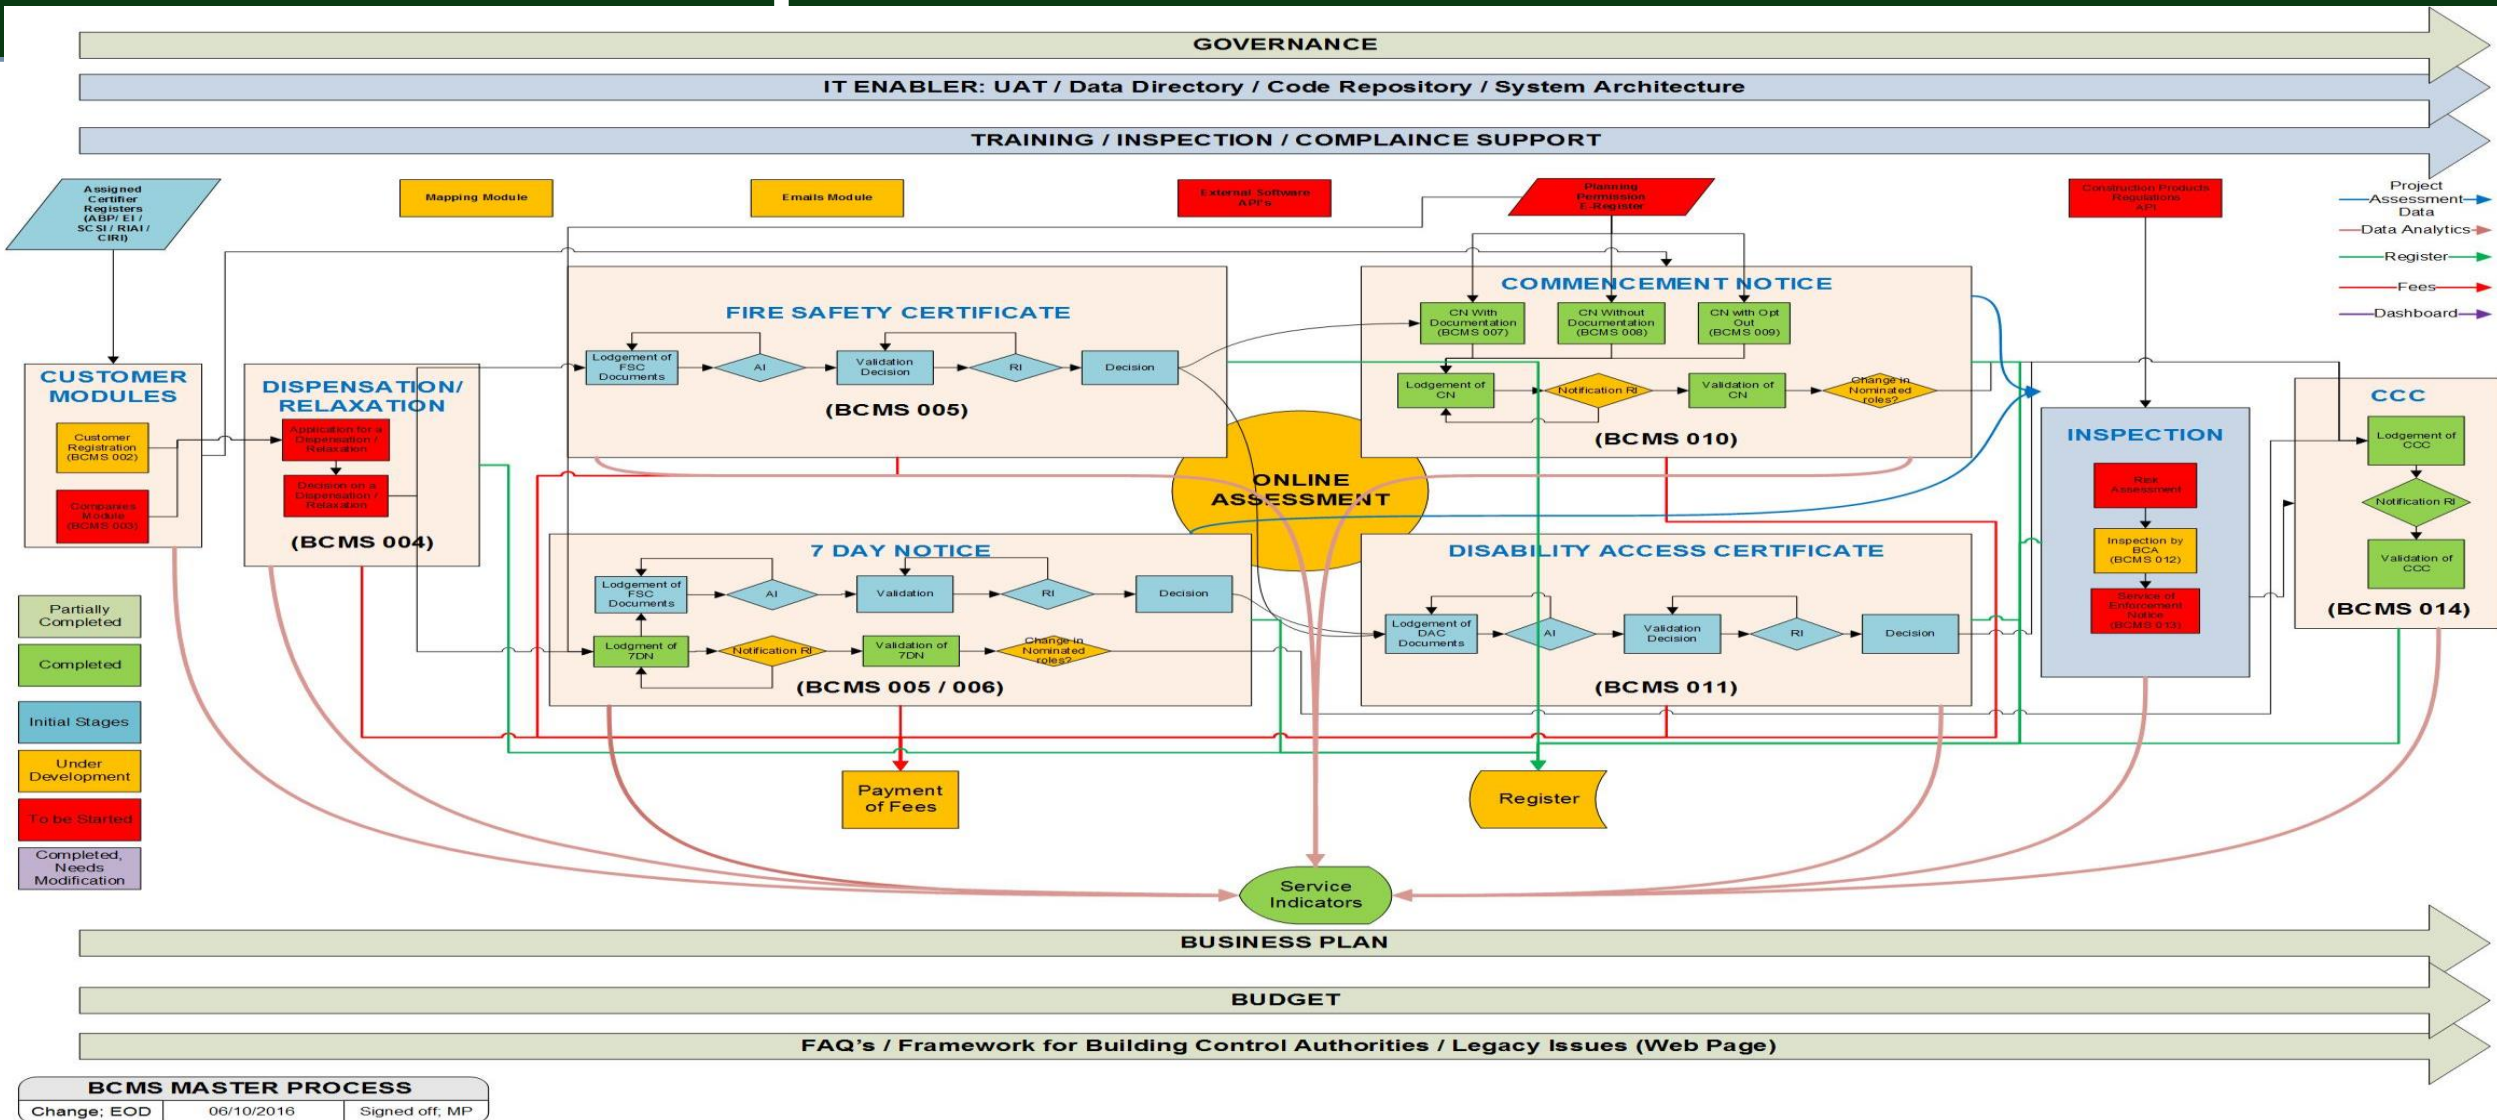 GOVERNANCE
IT ENABLER: UAT / Data Directory / Code Repository / System Architecture
TRAINING / INSPECTION / COMPLAINCE SUPPORT
Assigned
Certifier
Registers
(ABP/ EI /
SCSI / RIAI /
CIRI)
Mapping Module
Emails Module
External Software
API's
Planning
Permission
E-Register
Construction Products
Regulations
API
Project
Assessment
Data
Data Analytics
Register
Fees
Dashboard
CUSTOMER
MODULES
Customer
Registration
(BCMS 002)
Companies
Module
(BCMS 003)
DISPENSATION/
RELAXATION
Application for a
Dispensation /
Relaxation
Decision on a
Dispensation /
Relaxation
(BCMS 004)
FIRE SAFETY CERTIFICATE
Lodgement of
FSC
Documents
AI
Validation
Decision
RI
Decision
(BCMS 005)
COMMENCEMENT NOTICE
CN With
Documentation
(BCMS 007)
CN Without
Documentation
(BCMS 008)
CN with Opt
Out
(BCMS 009)
Lodgement of
CN
Notification RI
Validation of
CN
Change in
Nominated
roles?
(BCMS 010)
ONLINE
ASSESSMENT
7 DAY NOTICE
Lodgement of
FSC
Documents
AI
Validation
RI
Decision
Lodgment of
7DN
Notification RI
Validation of
7DN
Change in
Nominated
roles?
(BCMS 005 / 006)
DISABILITY ACCESS CERTIFICATE
Lodgement of
DAC
Documents
AI
Validation
Decision
RI
Decision
(BCMS 011)
INSPECTION
Risk
Assessment
Inspection by
BCA
(BCMS 012)
Service of
Enforcement
Notice
(BCMS 013)
CCC
Lodgement of
CCC
Notification RI
Validation of
CCC
(BCMS 014)
Partially
Completed
Completed
Initial Stages
Under
Development
To be Started
Completed,
Needs
Modification
Payment
of Fees
Register
Service
Indicators
BUSINESS PLAN
BUDGET
FAQ's / Framework for Building Control Authorities / Legacy Issues (Web Page)
BCMS MASTER PROCESS
Change; EOD 06/10/2016 Signed off; MP